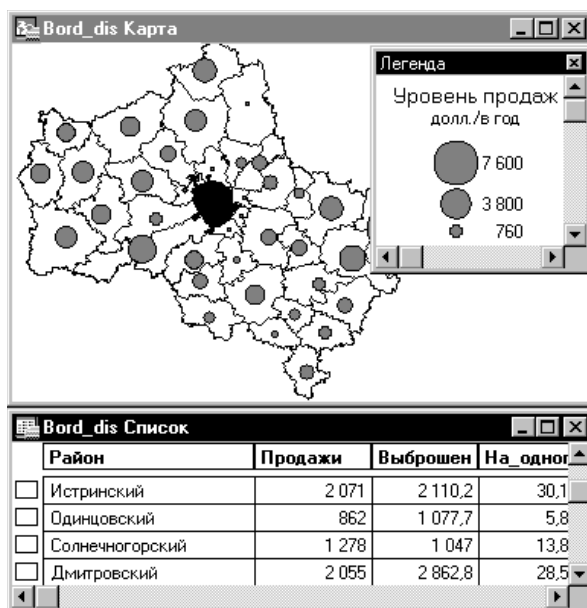 Bord_dis Карта
Легенда
Уровень продаж
долл./в год
7 600
3 800
760
Bord_dis Список
Район Продажи Выброшен На_одног
Истринский 2 071 2 110,2 30,1
Одинцовский 862 1 077,7 5,8
Солнечногорский 1 278 1 047 13,8
Дмитровский 2 055 2 862,8 28,5